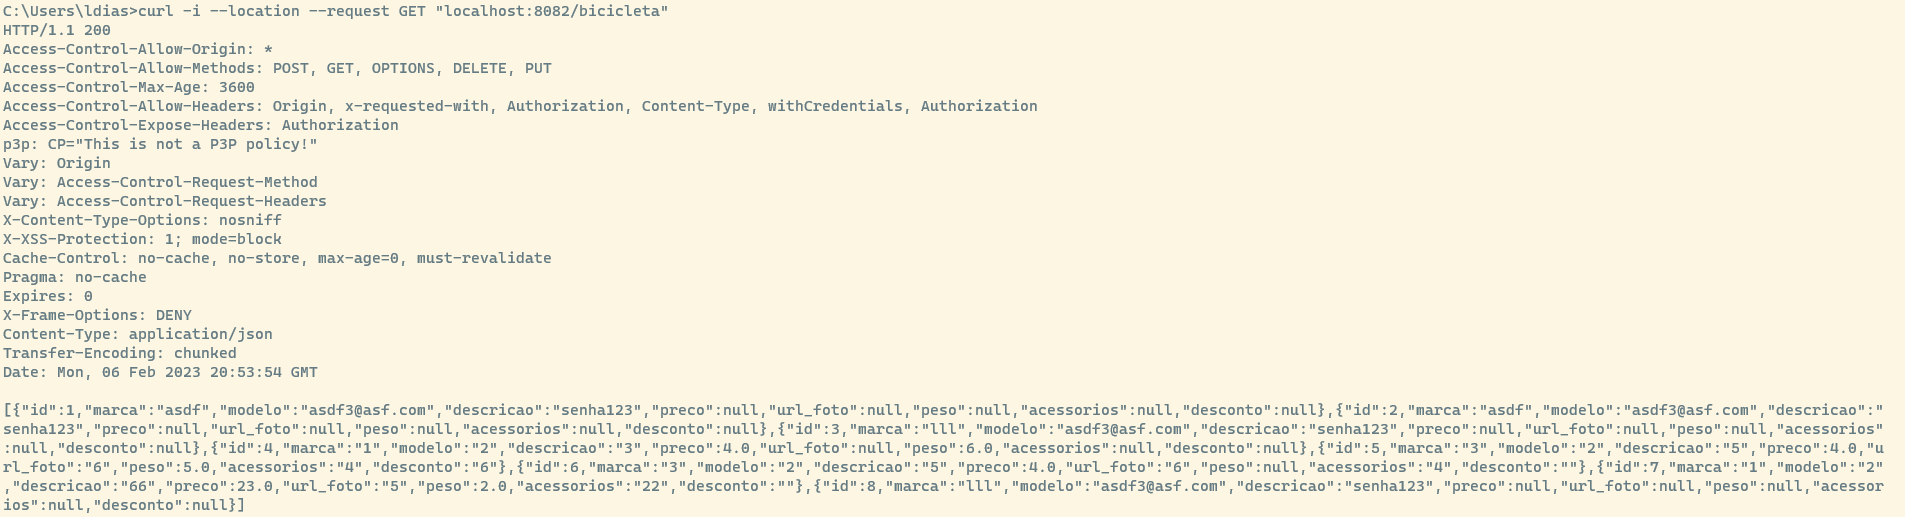 C:\Users\ldias>curl -i --location --request GET "localhost:8082/bicicleta"
HTTP/1.1 200
Access-Control-Allow-Origin: *
Access-Control-Allow-Methods: POST, GET, OPTIONS, DELETE, PUT
Access-Control-Max-Age: 3600
Access-Control-Allow-Headers: Origin, x-requested-with, Authorization, Content-Type, withCredentials, Authorization
Access-Control-Expose-Headers: Authorization
p3p: CP="This is not a P3P policy!"
Vary: Origin
Vary: Access-Control-Request-Method
Vary: Access-Control-Request-Headers
X-Content-Type-Options: nosniff
X-XSS-Protection: 1; mode=block
Cache-Control: no-cache, no-store, max-age=0, must-revalidate
Pragma: no-cache
Expires: 0
X-Frame-Options: DENY
Content-Type: application/json
Transfer-Encoding: chunked
Date: Mon, 06 Feb 2023 20:53:54 GMT

[{"id":1,"marca":"asdf","modelo":"asdf3@asf.com","descricao":"senha123","preco":null,"url_foto":null,"peso":null,"acessorios":null,"desconto":null},{"id":2,"marca":"asdf","modelo":"asdf3@asf.com","descricao":"
senha123","preco":null,"url_foto":null,"peso":null,"acessorios":null,"desconto":null},{"id":3,"marca":"lll","modelo":"asdf3@asf.com","descricao":"senha123","preco":null,"url_foto":null,"peso":null,"acessorios"
:null,"desconto":null},{"id":4,"marca":"1","modelo":"2","descricao":"3","preco":4.0,"url_foto":null,"peso":6.0,"acessorios":null,"desconto":null},{"id":5,"marca":"3","modelo":"2","descricao":"5","preco":4.0,"u
rl_foto":"6","peso":5.0,"acessorios":"4","desconto":"6"},{"id":6,"marca":"3","modelo":"2","descricao":"5","preco":4.0,"url_foto":"6","peso":null,"acessorios":"4","desconto":""},{"id":7,"marca":"1","modelo":"2"
,"descricao":"66","preco":23.0,"url_foto":"5","peso":2.0,"acessorios":"22","desconto":""},{"id":8,"marca":"lll","modelo":"asdf3@asf.com","descricao":"senha123","preco":null,"url_foto":null,"peso":null,"acessor
ios":null,"desconto":null}]